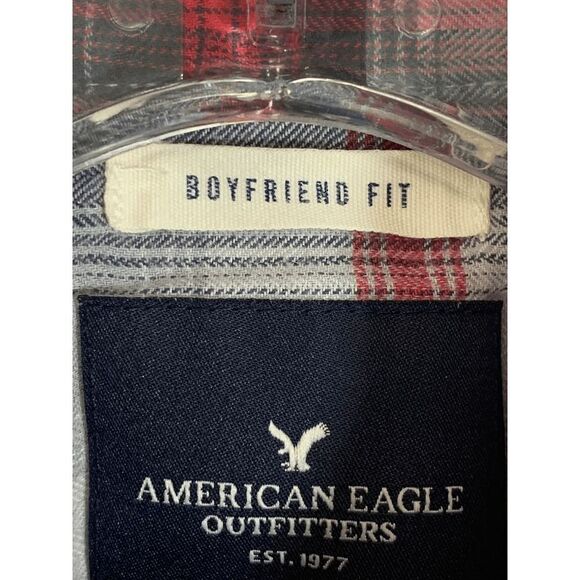 BOYFRIEND FIT
AMERICAN EAGLE
OUTFITTERS
EST. 1977